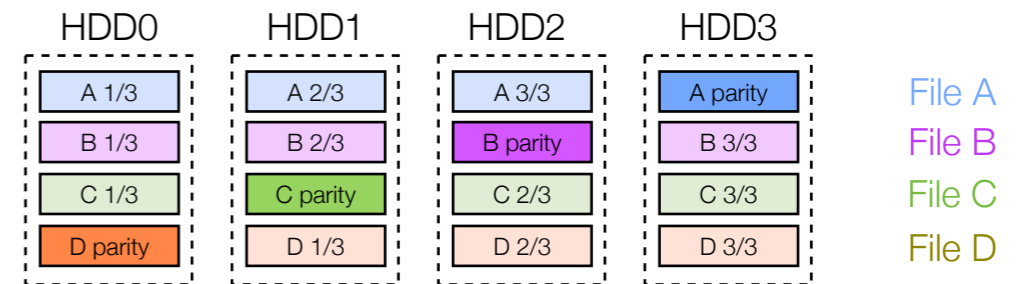 HDD0 HDD1 HDD2 HDD3
A 1/3 A 2/3 A 3/3 A parity File A
B 1/3 B 2/3 B parity B 3/3 File B
C 1/3 C parity C 2/3 C 3/3 File C
D parity D 1/3 D 2/3 D 3/3 File D